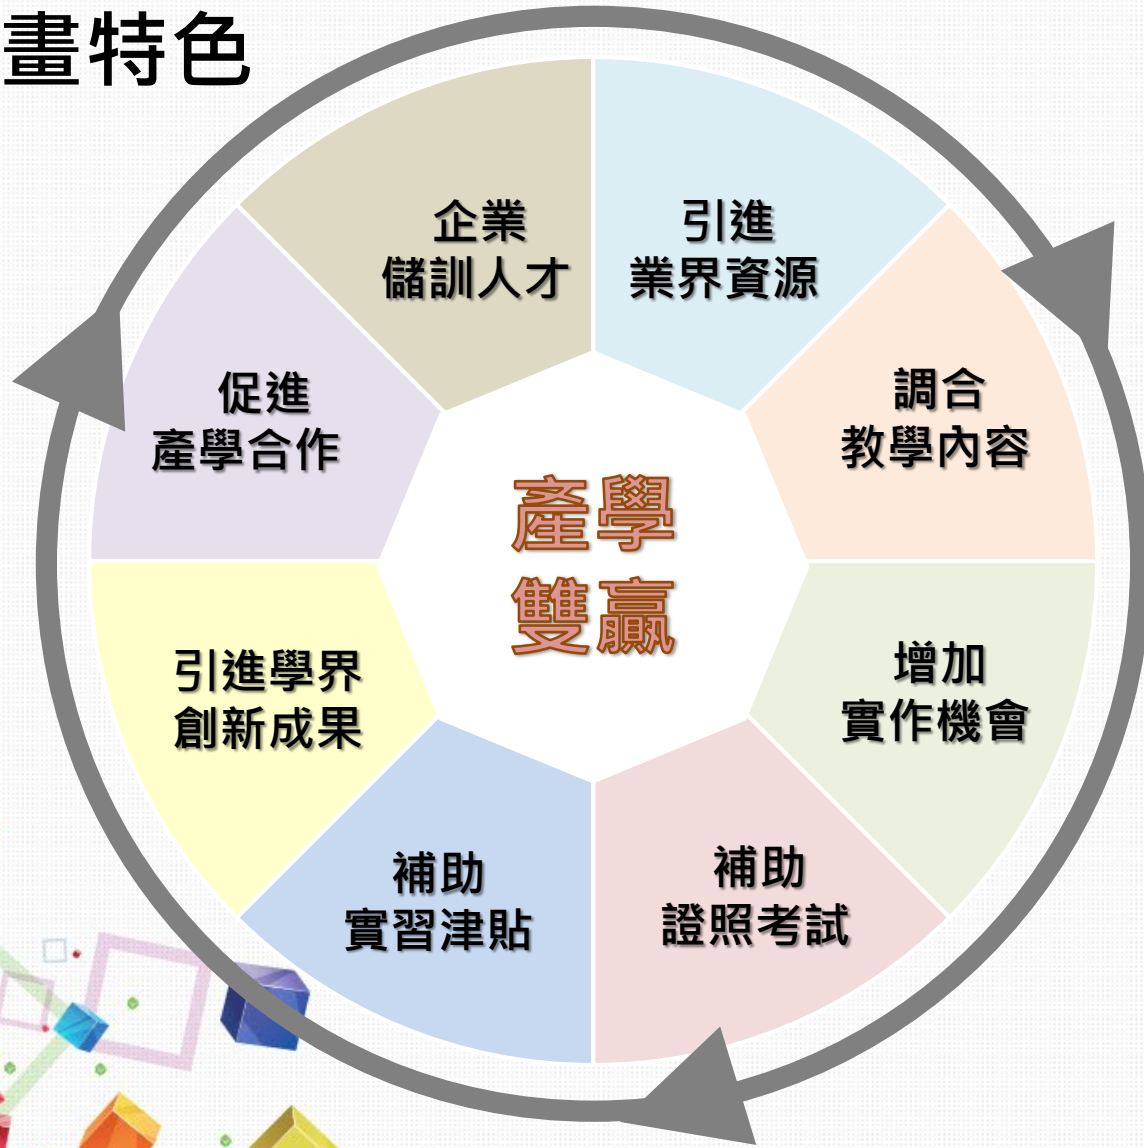 畫特色
企業
儲訓人才
引進
業界資源
調合
教學內容
增加
實作機會
補助
證照考試
補助
實習津貼
引進學界
創新成果
促進
產學合作
產學
雙贏